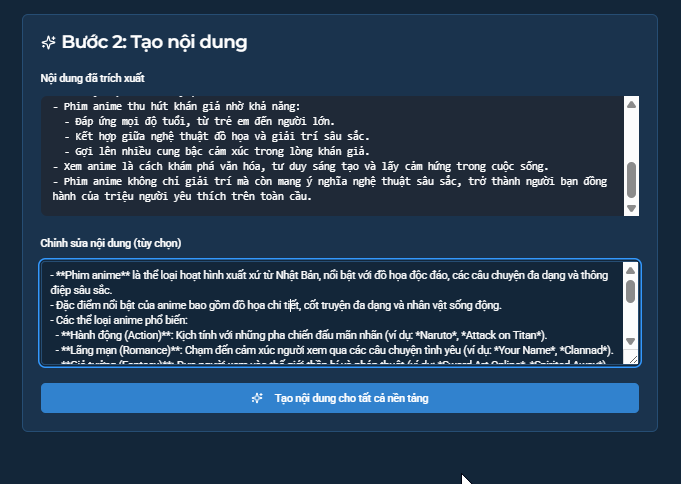 Bước 2: Tạo nội dung
Nội dung đã trích xuất
- Phim anime thu hút khán giả nhờ khả năng:
- Đáp ứng mọi độ tuổi, từ trẻ em đến người lớn.
- Kết hợp giữa nghệ thuật đồ họa và giải trí sâu sắc.
- Gợi lên nhiều cung bậc cảm xúc trong lòng khán giả.
- Xem anime là cách khám phá văn hóa, tư duy sáng tạo và lấy cảm hứng trong cuộc sống.
- Phim anime không chỉ giải trí mà còn mang ý nghĩa nghệ thuật sâu sắc, trở thành người bạn đồng
hành của triệu người yêu thích trên toàn cầu.
Chỉnh sửa nội dung (tùy chọn)
- **Phim anime** là thể loại hoạt hình xuất xứ từ Nhật Bản, nổi bật với đồ họa độc đáo, các câu chuyện đa dạng và thông
điệp sâu sắc.
- Đặc điểm nổi bật của anime bao gồm đồ họa chi tiết, cốt truyện đa dạng và nhân vật sống động.
- Các thể loại anime phổ biến:
- **Hành động (Action)**: Kịch tính với những pha chiến đấu mãn nhãn (ví dụ: *Naruto*, *Attack on Titan*).
- **Lãng mạn (Romance)**: Chạm đến cảm xúc người xem qua các câu chuyện tình yêu (ví dụ: *Your Name*, *Clannad*).
Tạo nội dung cho tất cả nền tảng